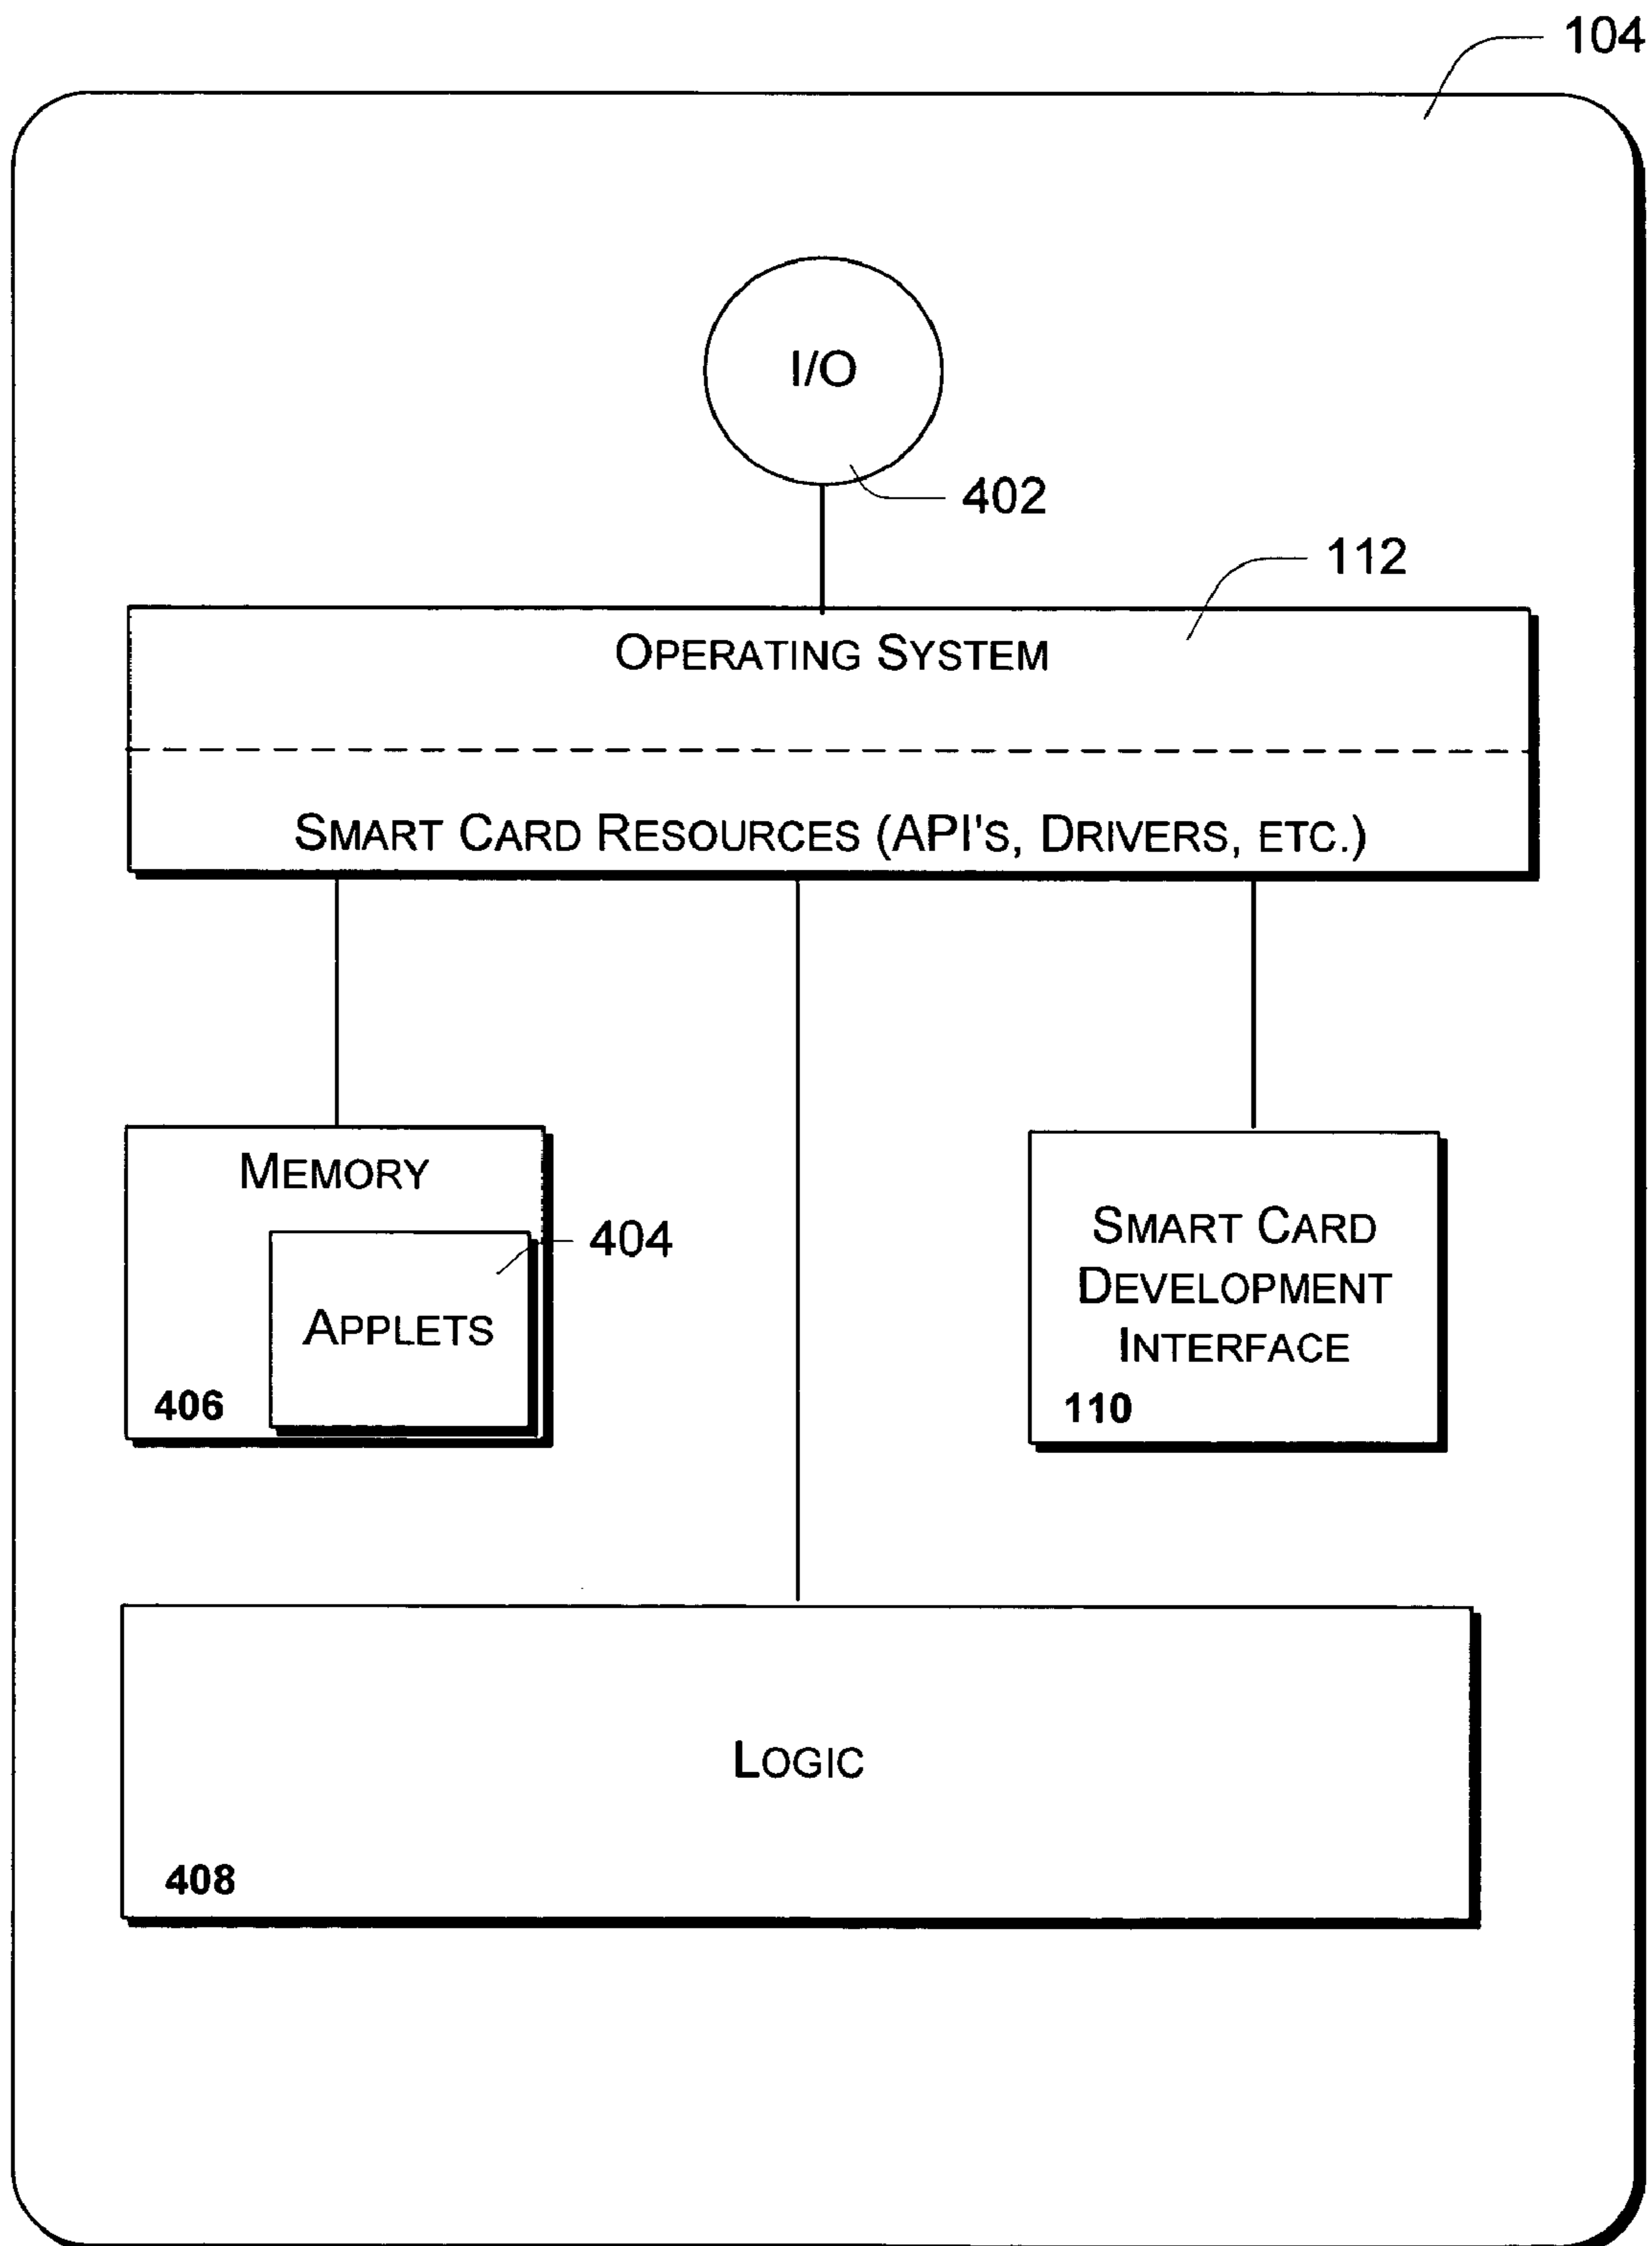 104
I/O
402
112
OPERATING SYSTEM
SMART CARD RESOURCES (API'S, DRIVERS, ETC.)
MEMORY
404
APPLETS
406
SMART CARD
DEVELOPMENT
INTERFACE
110
LOGIC
408